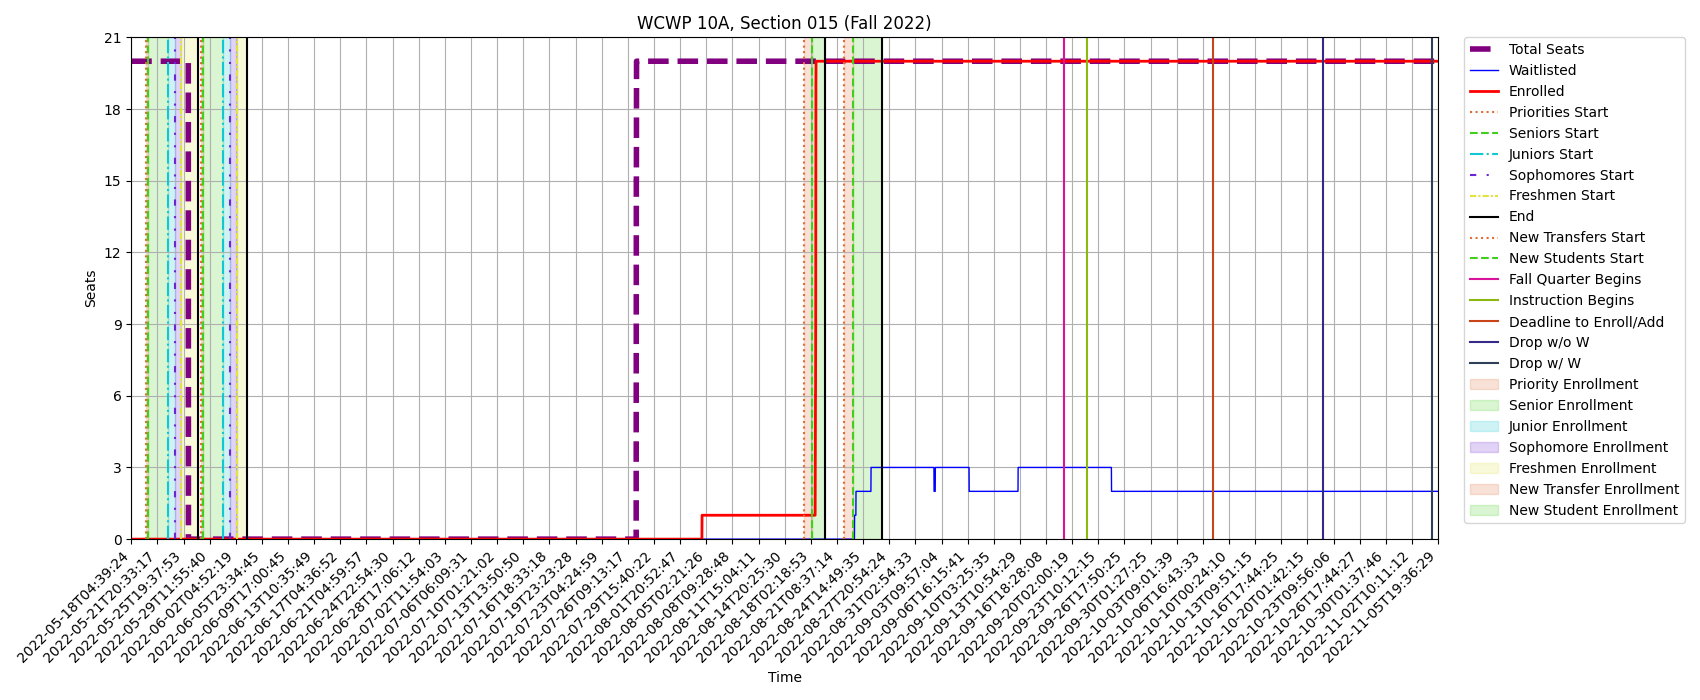 WCWP 10A, Section 015 (Fall 2022)
21
18
15
12
9
6
3
0
Seats
2022-05-18T04:39:24
2022-05-21T20:33:17
2022-05-25T19:37:53
2022-05-29T11:55:40
2022-06-02T04:52:19
2022-06-05T23:34:45
2022-06-09T17:00:45
2022-06-13T10:35:49
2022-06-17T04:36:52
2022-06-21T04:59:57
2022-06-24T22:54:30
2022-06-28T17:06:12
2022-07-02T11:54:03
2022-07-06T06:09:31
2022-07-10T01:21:02
2022-07-13T13:50:50
2022-07-16T18:33:18
2022-07-19T23:23:28
2022-07-23T04:24:59
2022-07-26T09:13:17
2022-07-29T15:40:22
2022-08-01T20:52:47
2022-08-05T02:21:26
2022-08-08T09:28:48
2022-08-11T15:04:11
2022-08-14T20:25:30
2022-08-18T02:18:53
2022-08-21T08:37:14
2022-08-24T14:49:35
2022-08-27T20:54:24
2022-08-31T02:54:33
2022-09-03T09:57:04
2022-09-06T16:15:41
2022-09-10T03:25:35
2022-09-13T10:54:29
2022-09-16T18:28:08
2022-09-20T02:00:19
2022-09-23T10:12:15
2022-09-26T17:50:25
2022-09-30T01:27:25
2022-10-03T09:01:39
2022-10-06T16:43:33
2022-10-10T00:24:10
2022-10-13T09:51:15
2022-10-16T17:44:25
2022-10-20T01:42:15
2022-10-23T09:56:06
2022-10-26T17:44:27
2022-10-30T01:37:46
2022-11-02T10:11:12
2022-11-05T19:36:29
Time
Total Seats
Waitlisted
Enrolled
Priorities Start
Seniors Start
Juniors Start
Sophomores Start
Freshmen Start
End
New Transfers Start
New Students Start
Fall Quarter Begins
Instruction Begins
Deadline to Enroll/Add
Drop w/o W
Drop w/ W
Priority Enrollment
Senior Enrollment
Junior Enrollment
Sophomore Enrollment
Freshmen Enrollment
New Transfer Enrollment
New Student Enrollment